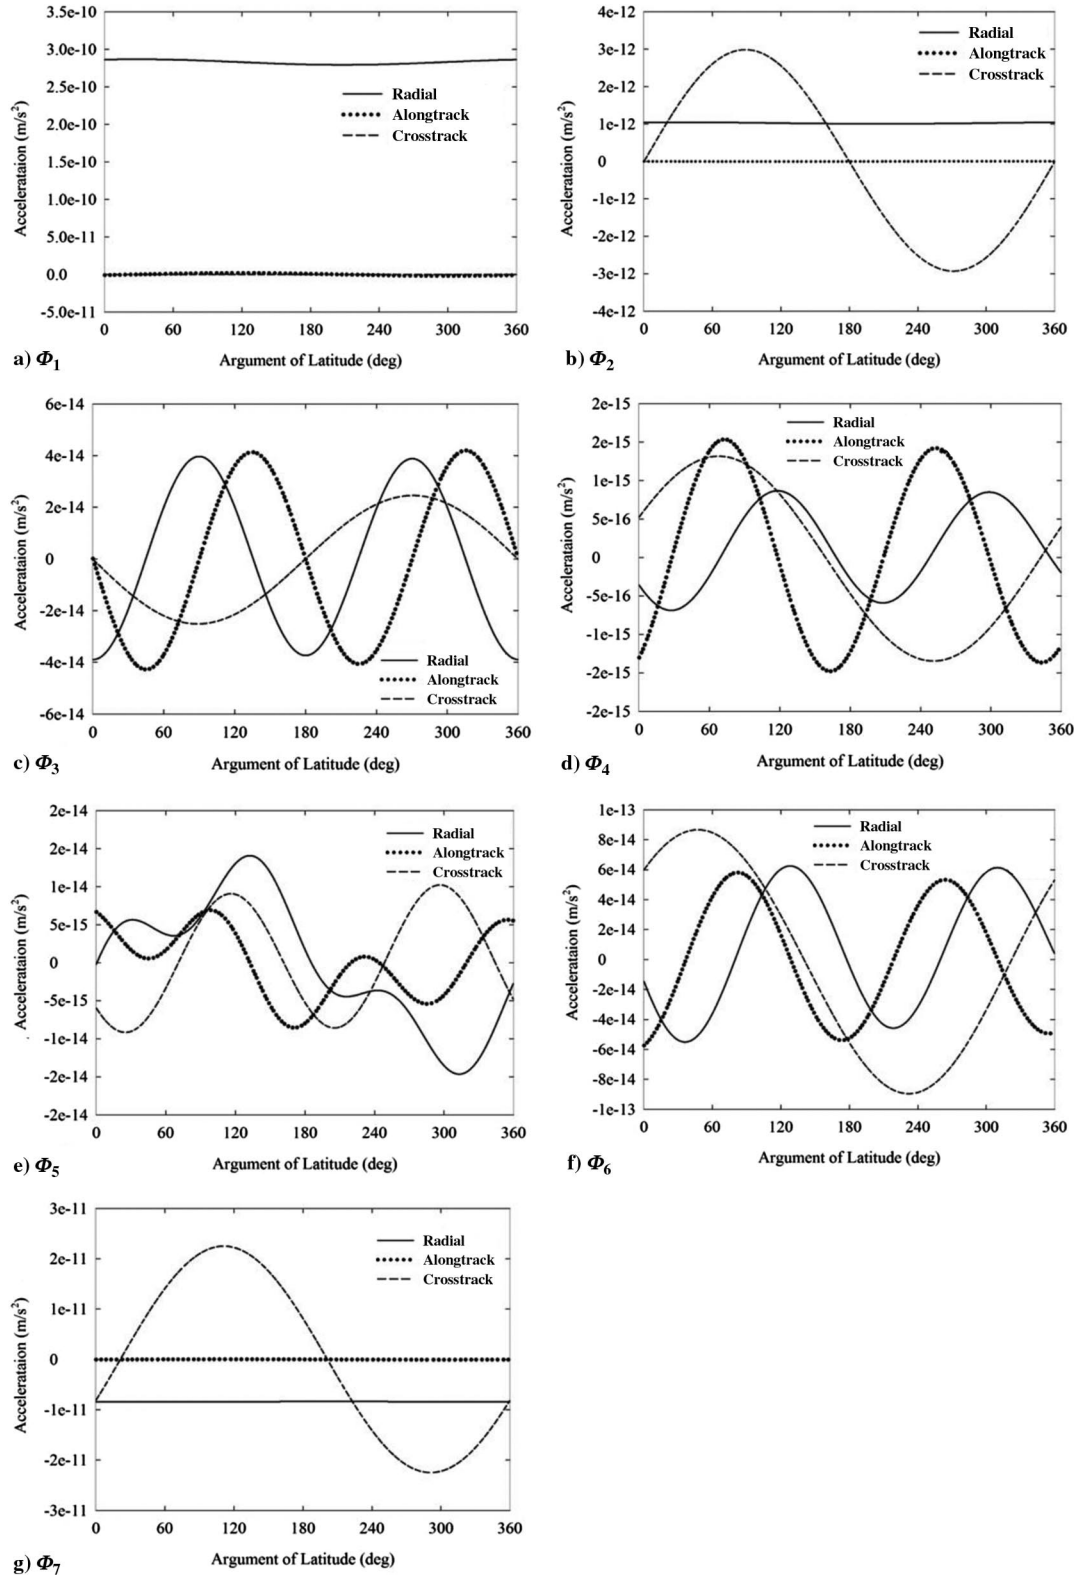 3.5e-10
3.0e-10
2.5e-10
2.0e-10
1.5e-10
1.0e-10
5.0e-11
0.0
-5.0e-11
Accelerataion (m/s²)
Radial
Alongtrack
Crosstrack
0 60 120 180 240 300 360
Argument of Latitude (deg)
a) Φ₁
4e-12
3e-12
2e-12
1e-12
0
-1e-12
-2e-12
-3e-12
-4e-12
Accelerataion (m/s²)
Radial
Alongtrack
Crosstrack
0 60 120 180 240 300 360
Argument of Latitude (deg)
b) Φ₂
6e-14
4e-14
2e-14
0
-2e-14
-4e-14
-6e-14
Accelerataion (m/s²)
Radial
Alongtrack
Crosstrack
0 60 120 180 240 300 360
Argument of Latitude (deg)
c) Φ₃
2e-15
2e-15
1e-15
5e-16
0
-5e-16
-1e-15
-2e-15
-2e-15
Accelerataion (m/s²)
Radial
Alongtrack
Crosstrack
0 60 120 180 240 300 360
Argument of Latitude (deg)
d) Φ₄
2e-14
2e-14
1e-14
5e-15
0
-5e-15
-1e-14
-2e-14
-2e-14
Accelerataion (m/s²)
Radial
Alongtrack
Crosstrack
0 60 120 180 240 300 360
Argument of Latitude (deg)
e) Φ₅
1e-13
8e-14
6e-14
4e-14
2e-14
0
-2e-14
-4e-14
-6e-14
-8e-14
-1e-13
Accelerataion (m/s²)
Radial
Alongtrack
Crosstrack
0 60 120 180 240 300 360
Argument of Latitude (deg)
f) Φ₆
3e-11
2e-11
1e-11
0
-1e-11
-2e-11
-3e-11
Accelerataion (m/s²)
Radial
Alongtrack
Crosstrack
0 60 120 180 240 300 360
Argument of Latitude (deg)
g) Φ₇